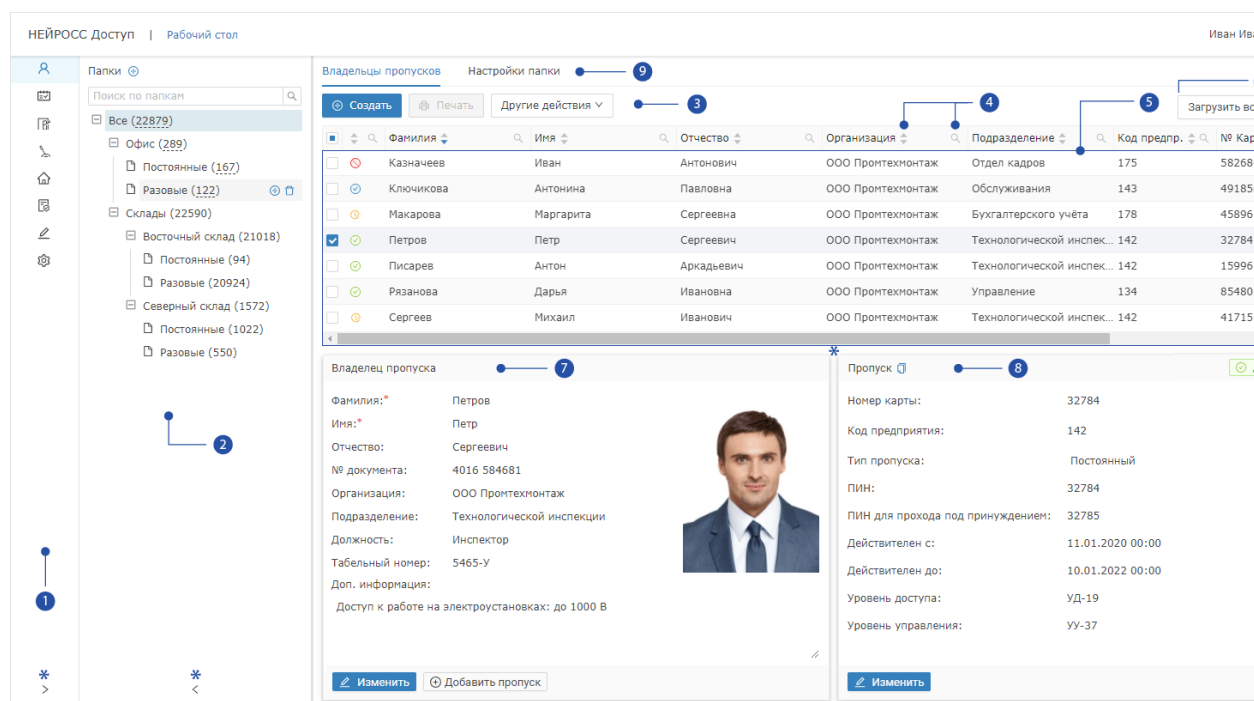 НЕЙРОСС Доступ | Рабочий стол
Иван Ива
Папки
Поиск по папкам
Все (22879)
Офис (289)
Постоянные (167)
Разовые (122)
Склады (22590)
Восточный склад (21018)
Постоянные (94)
Разовые (20924)
Северный склад (1572)
Постоянные (1022)
Разовые (550)
2
1
Владельцы пропусков Настройки папки 9
Создать Печать Другие действия 3 4 5 Загрузить вс
Фамилия Имя Отчество Организация Подразделение Код предпр. № Кар
Казначеев Иван Антонович ООО Промтехмонтаж Отдел кадров 175 58268
Ключикова Антонина Павловна ООО Промтехмонтаж Обслуживания 143 49185
Макарова Маргарита Сергеевна ООО Промтехмонтаж Бухгалтерского учёта 178 45896
Петров Петр Сергеевич ООО Промтехмонтаж Технологической инспек... 142 32784
Писарев Антон Аркадьевич ООО Промтехмонтаж Технологической инспек... 142 15996
Рязанова Дарья Ивановна ООО Промтехмонтаж Управление 134 85480
Сергеев Михаил Иванович ООО Промтехмонтаж Технологической инспек... 142 41715
Владелец пропуска 7
Фамилия:* Петров
Имя:* Петр
Отчество: Сергеевич
№ документа: 4016 584681
Организация: ООО Промтехмонтаж
Подразделение: Технологической инспекции
Должность: Инспектор
Табельный номер: 5465-У
Доп. информация:
Доступ к работе на электроустановках: до 1000 В
Изменить Добавить пропуск
Пропуск 8
Номер карты: 32784
Код предприятия: 142
Тип пропуска: Постоянный
ПИН: 32784
ПИН для прохода под принуждением: 32785
Действителен с: 11.01.2020 00:00
Действителен до: 10.01.2022 00:00
Уровень доступа: УД-19
Уровень управления: УУ-37
Изменить